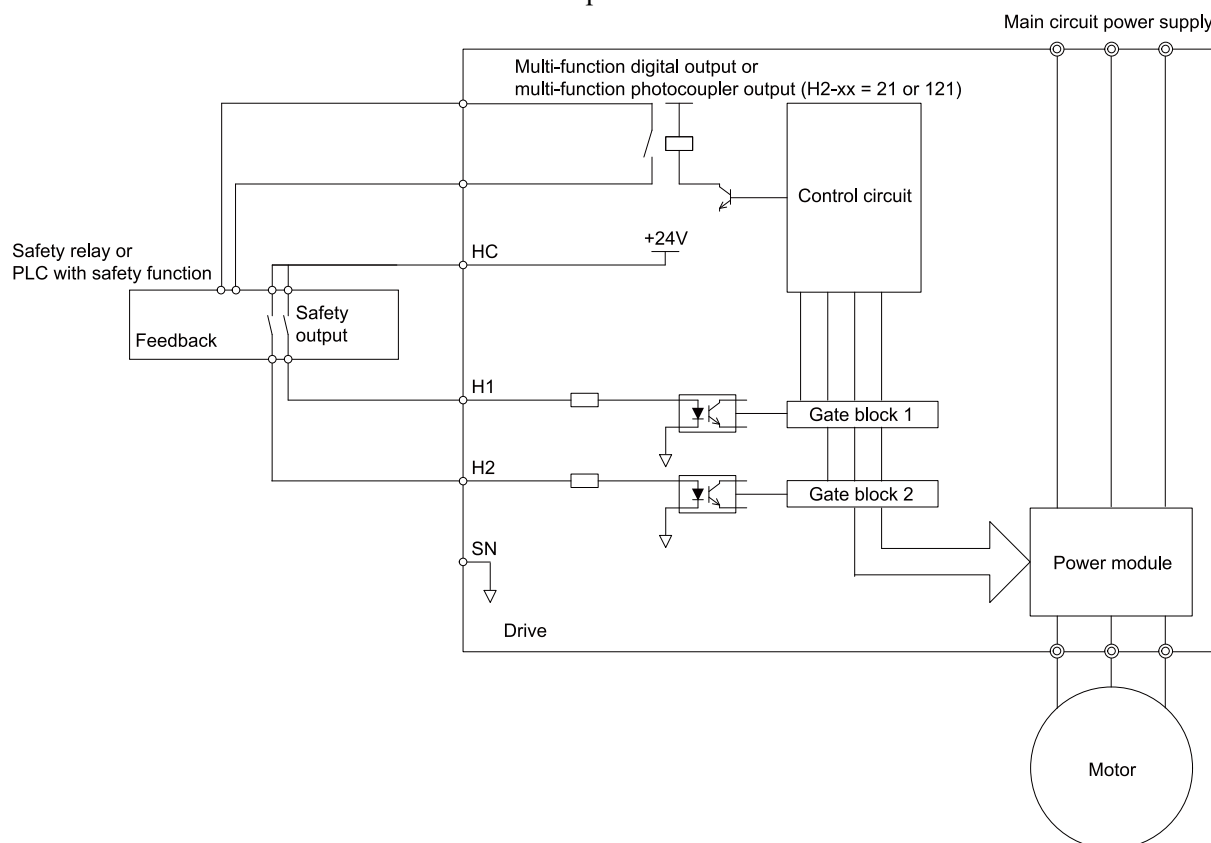 Main circuit power supply
Multi-function digital output or
multi-function photocoupler output (H2-xx = 21 or 121)
Control circuit
+24V
HC
Safety relay or
PLC with safety function
Safety
output
Feedback
H1
Gate block 1
H2
Gate block 2
SN
Power module
Drive
Motor